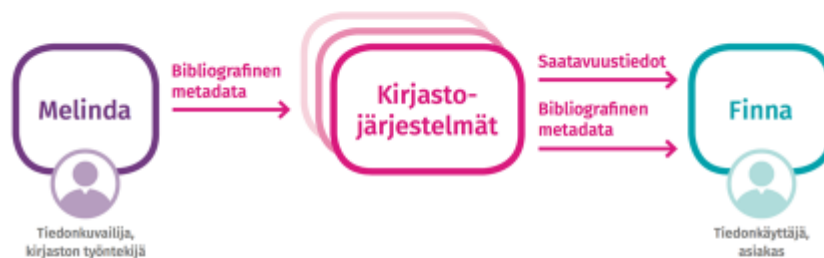 Melinda
Tiedonkuvailija,
kirjaston työntekijä
Bibliografinen
metadata
Kirjasto-
järjestelmät
Saatavuustiedot
Bibliografinen
metadata
Finna
Tiedonkäyttäjä,
asiakas